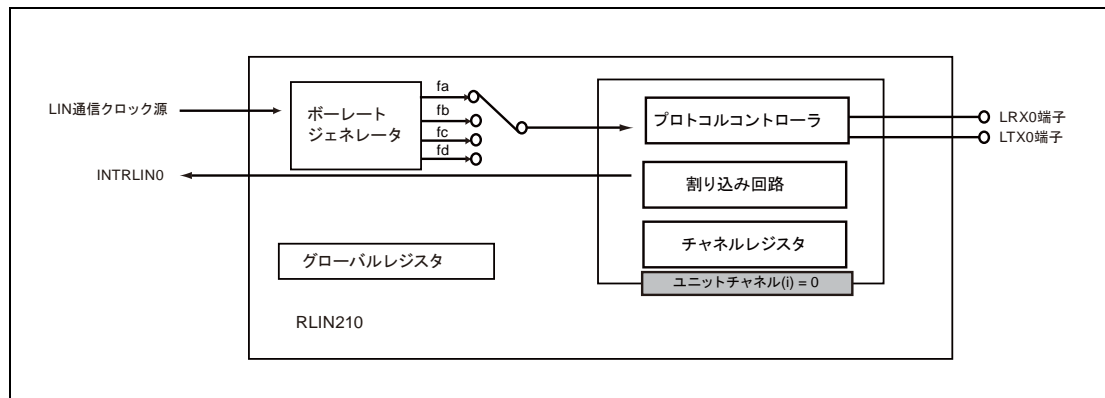 LIN通信クロック源
ボーレート
ジェネレータ
fa
fb
fc
fd
プロトコルコントローラ
LRX0端子
LTX0端子
INTRLIN0
割り込み回路
チャネルレジスタ
グローバルレジスタ
ユニットチャネル(i) = 0
RLIN210